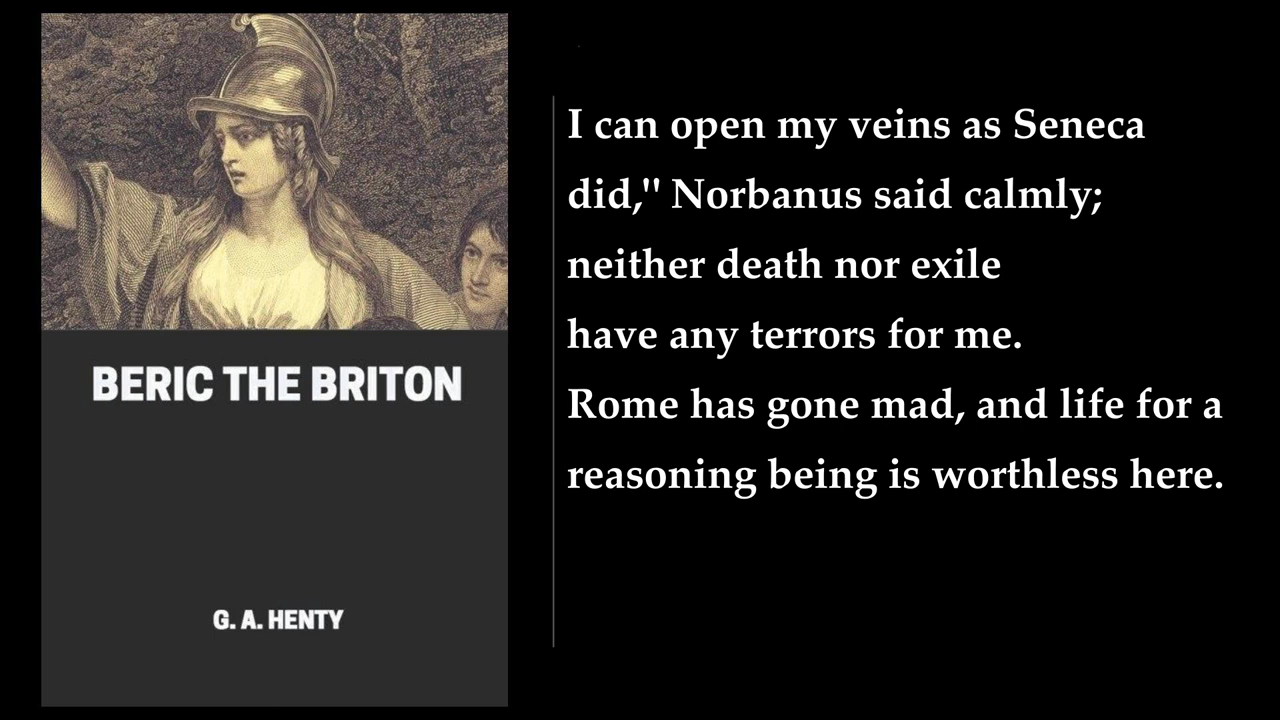 BERIC THE BRITON
G. A. HENTY
I can open my veins as Seneca
did," Norbanus said calmly;
neither death nor exile
have any terrors for me.
Rome has gone mad, and life for a
reasoning being is worthless here.